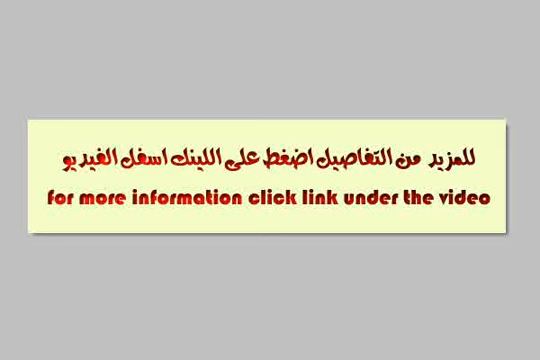 للمزيد من التفاصيل اضغط على اللينك اسفل الفيديو
for more information click link under the video